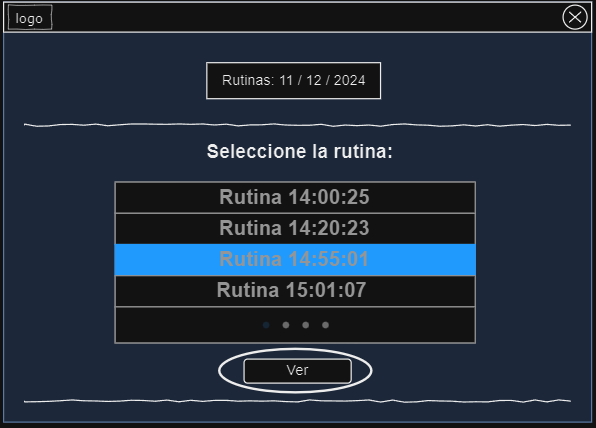 logo
Rutinas: 11 / 12 / 2024
Seleccione la rutina:
Rutina 14:00:25
Rutina 14:20:23
Rutina 14:55:01
Rutina 15:01:07
Ver